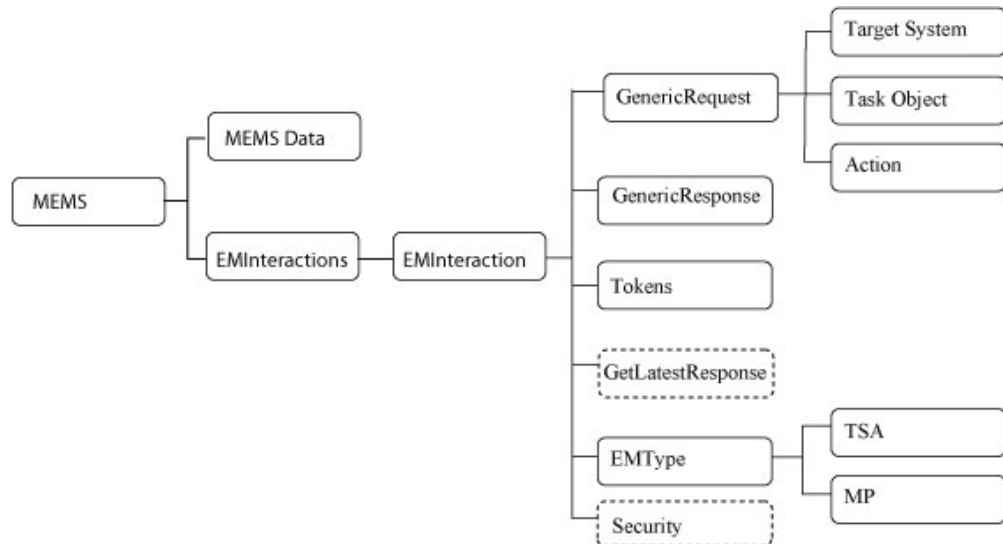 MEMS
MEMS Data
EMInteractions
EMInteraction
GenericRequest
Target System
Task Object
Action
GenericResponse
Tokens
GetLatestResponse
EMType
TSA
MP
Security